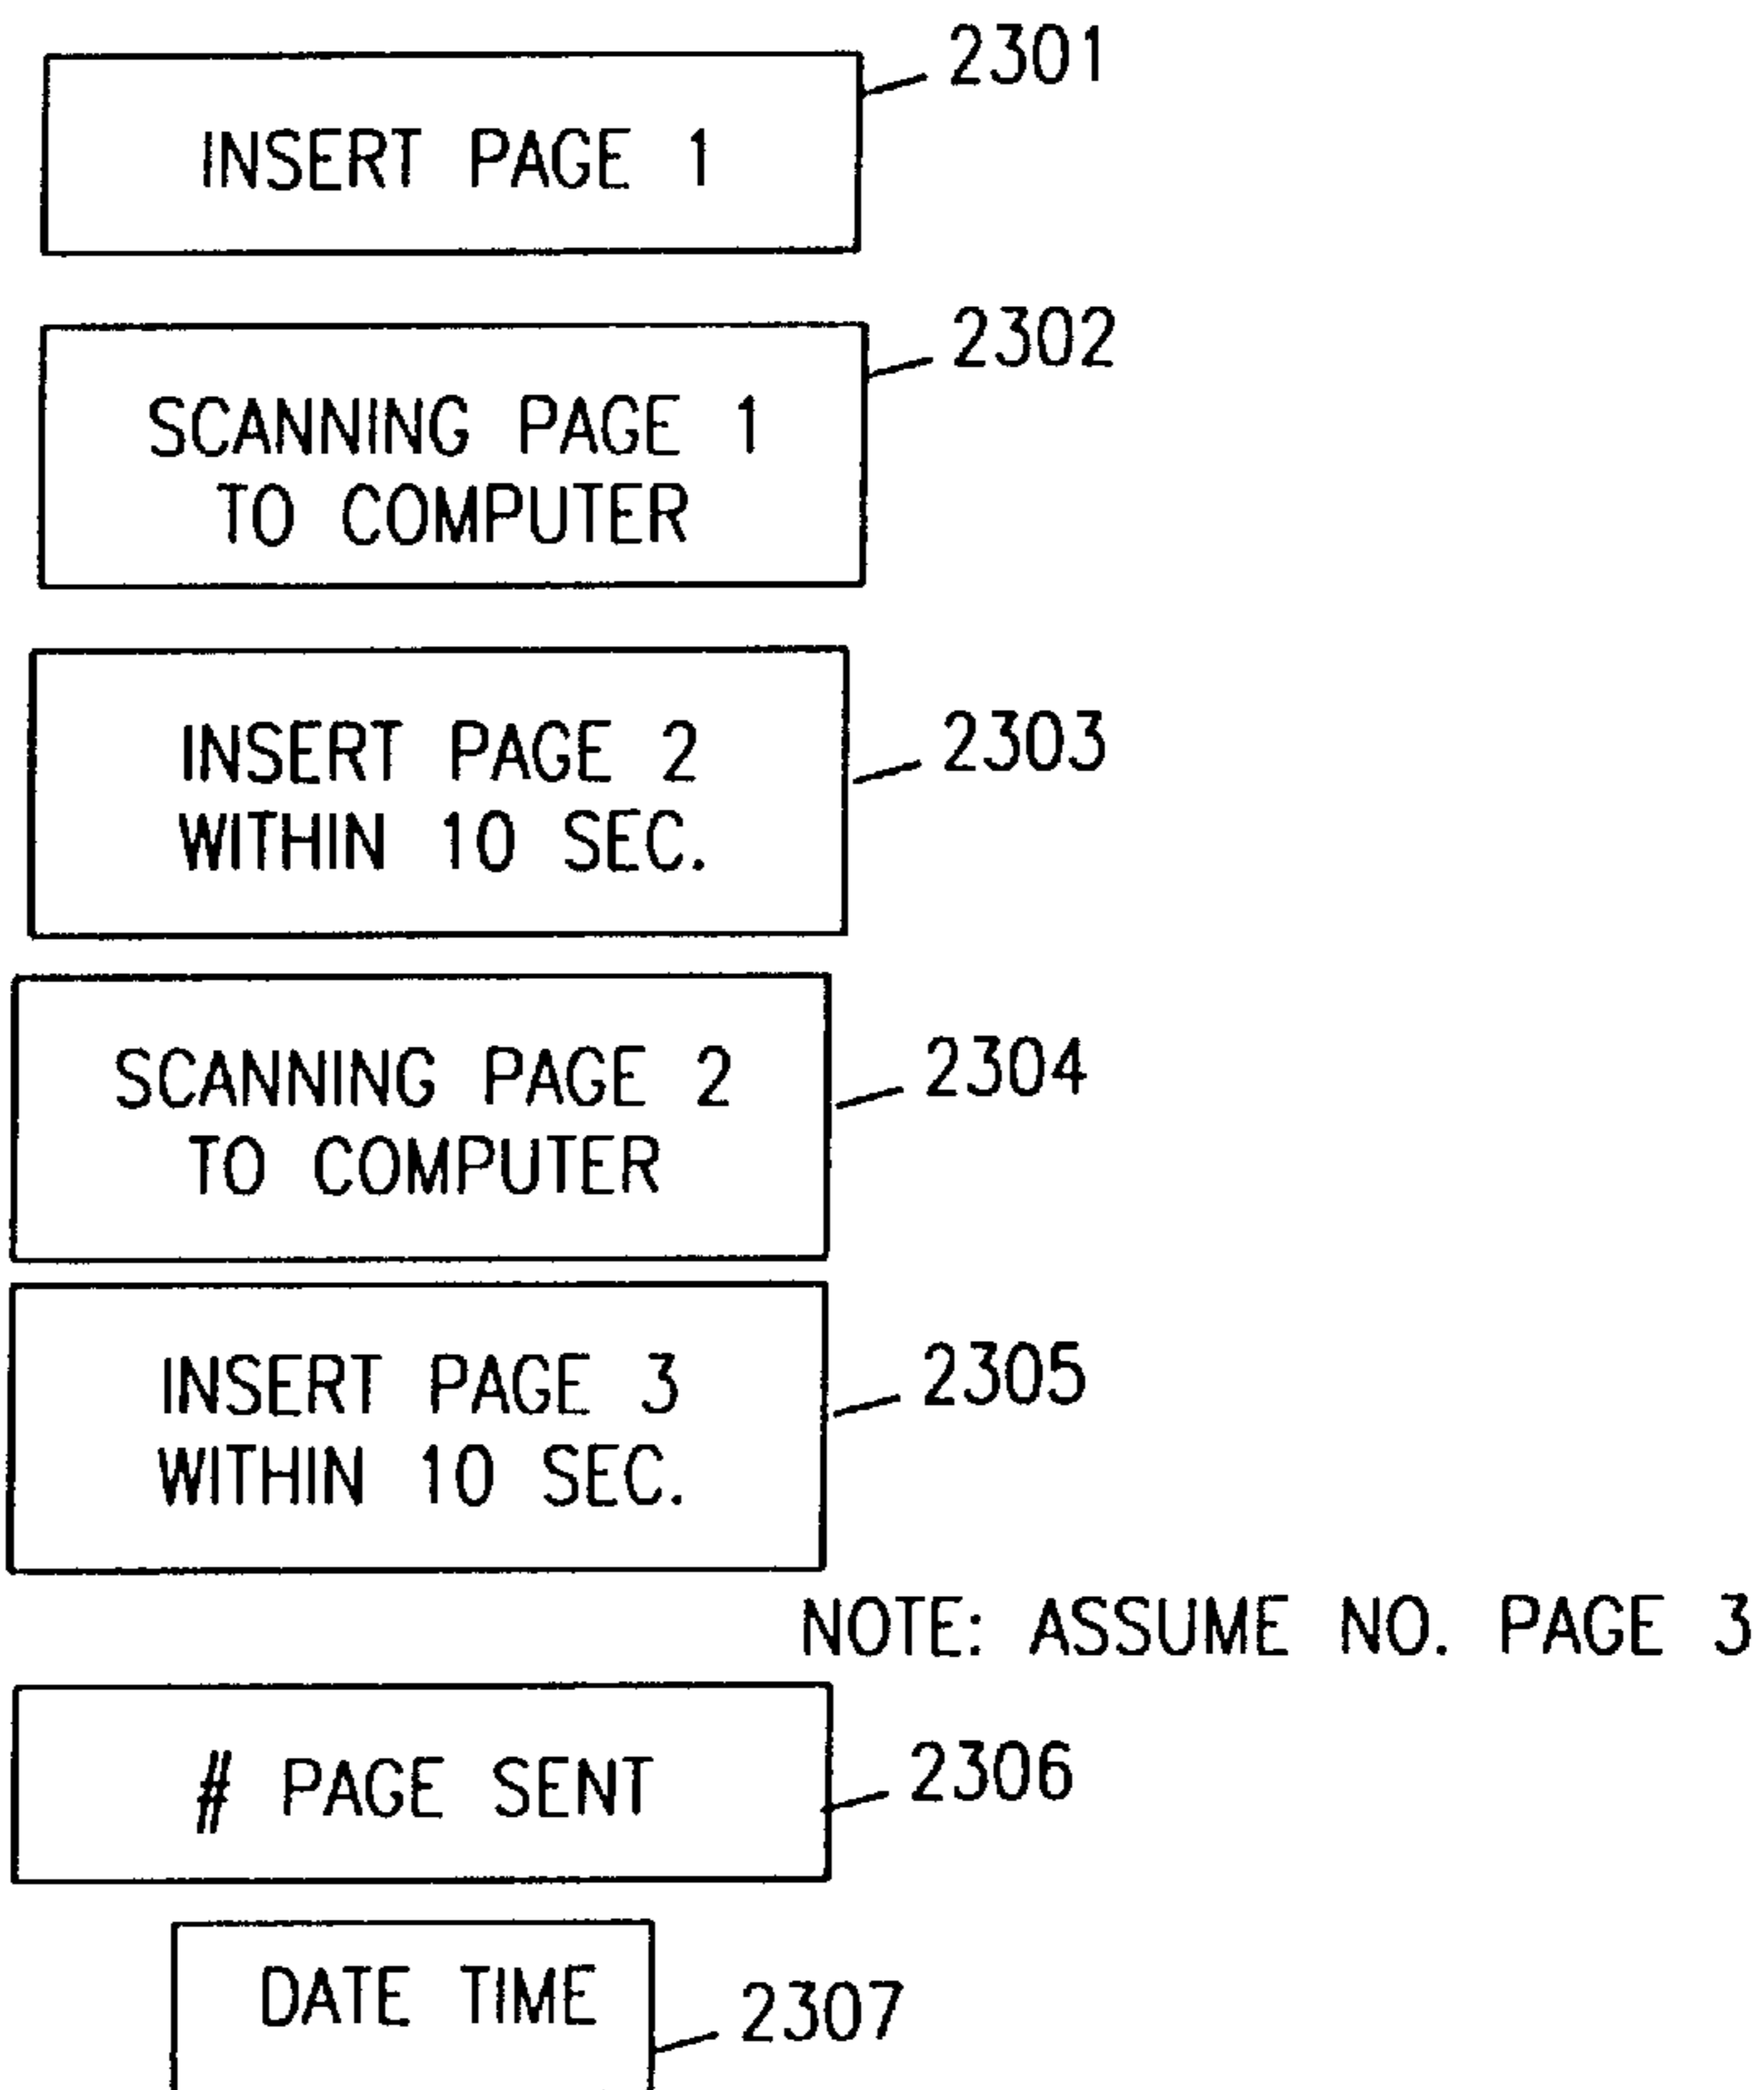 2301
INSERT PAGE 1
2302
SCANNING PAGE 1
TO COMPUTER
INSERT PAGE 2
2303
WITHIN 10 SEC.
SCANNING PAGE 2
2304
TO COMPUTER
INSERT PAGE 3
2305
WITHIN 10 SEC.
NOTE: ASSUME NO. PAGE 3
# PAGE SENT
2306
DATE TIME
2307